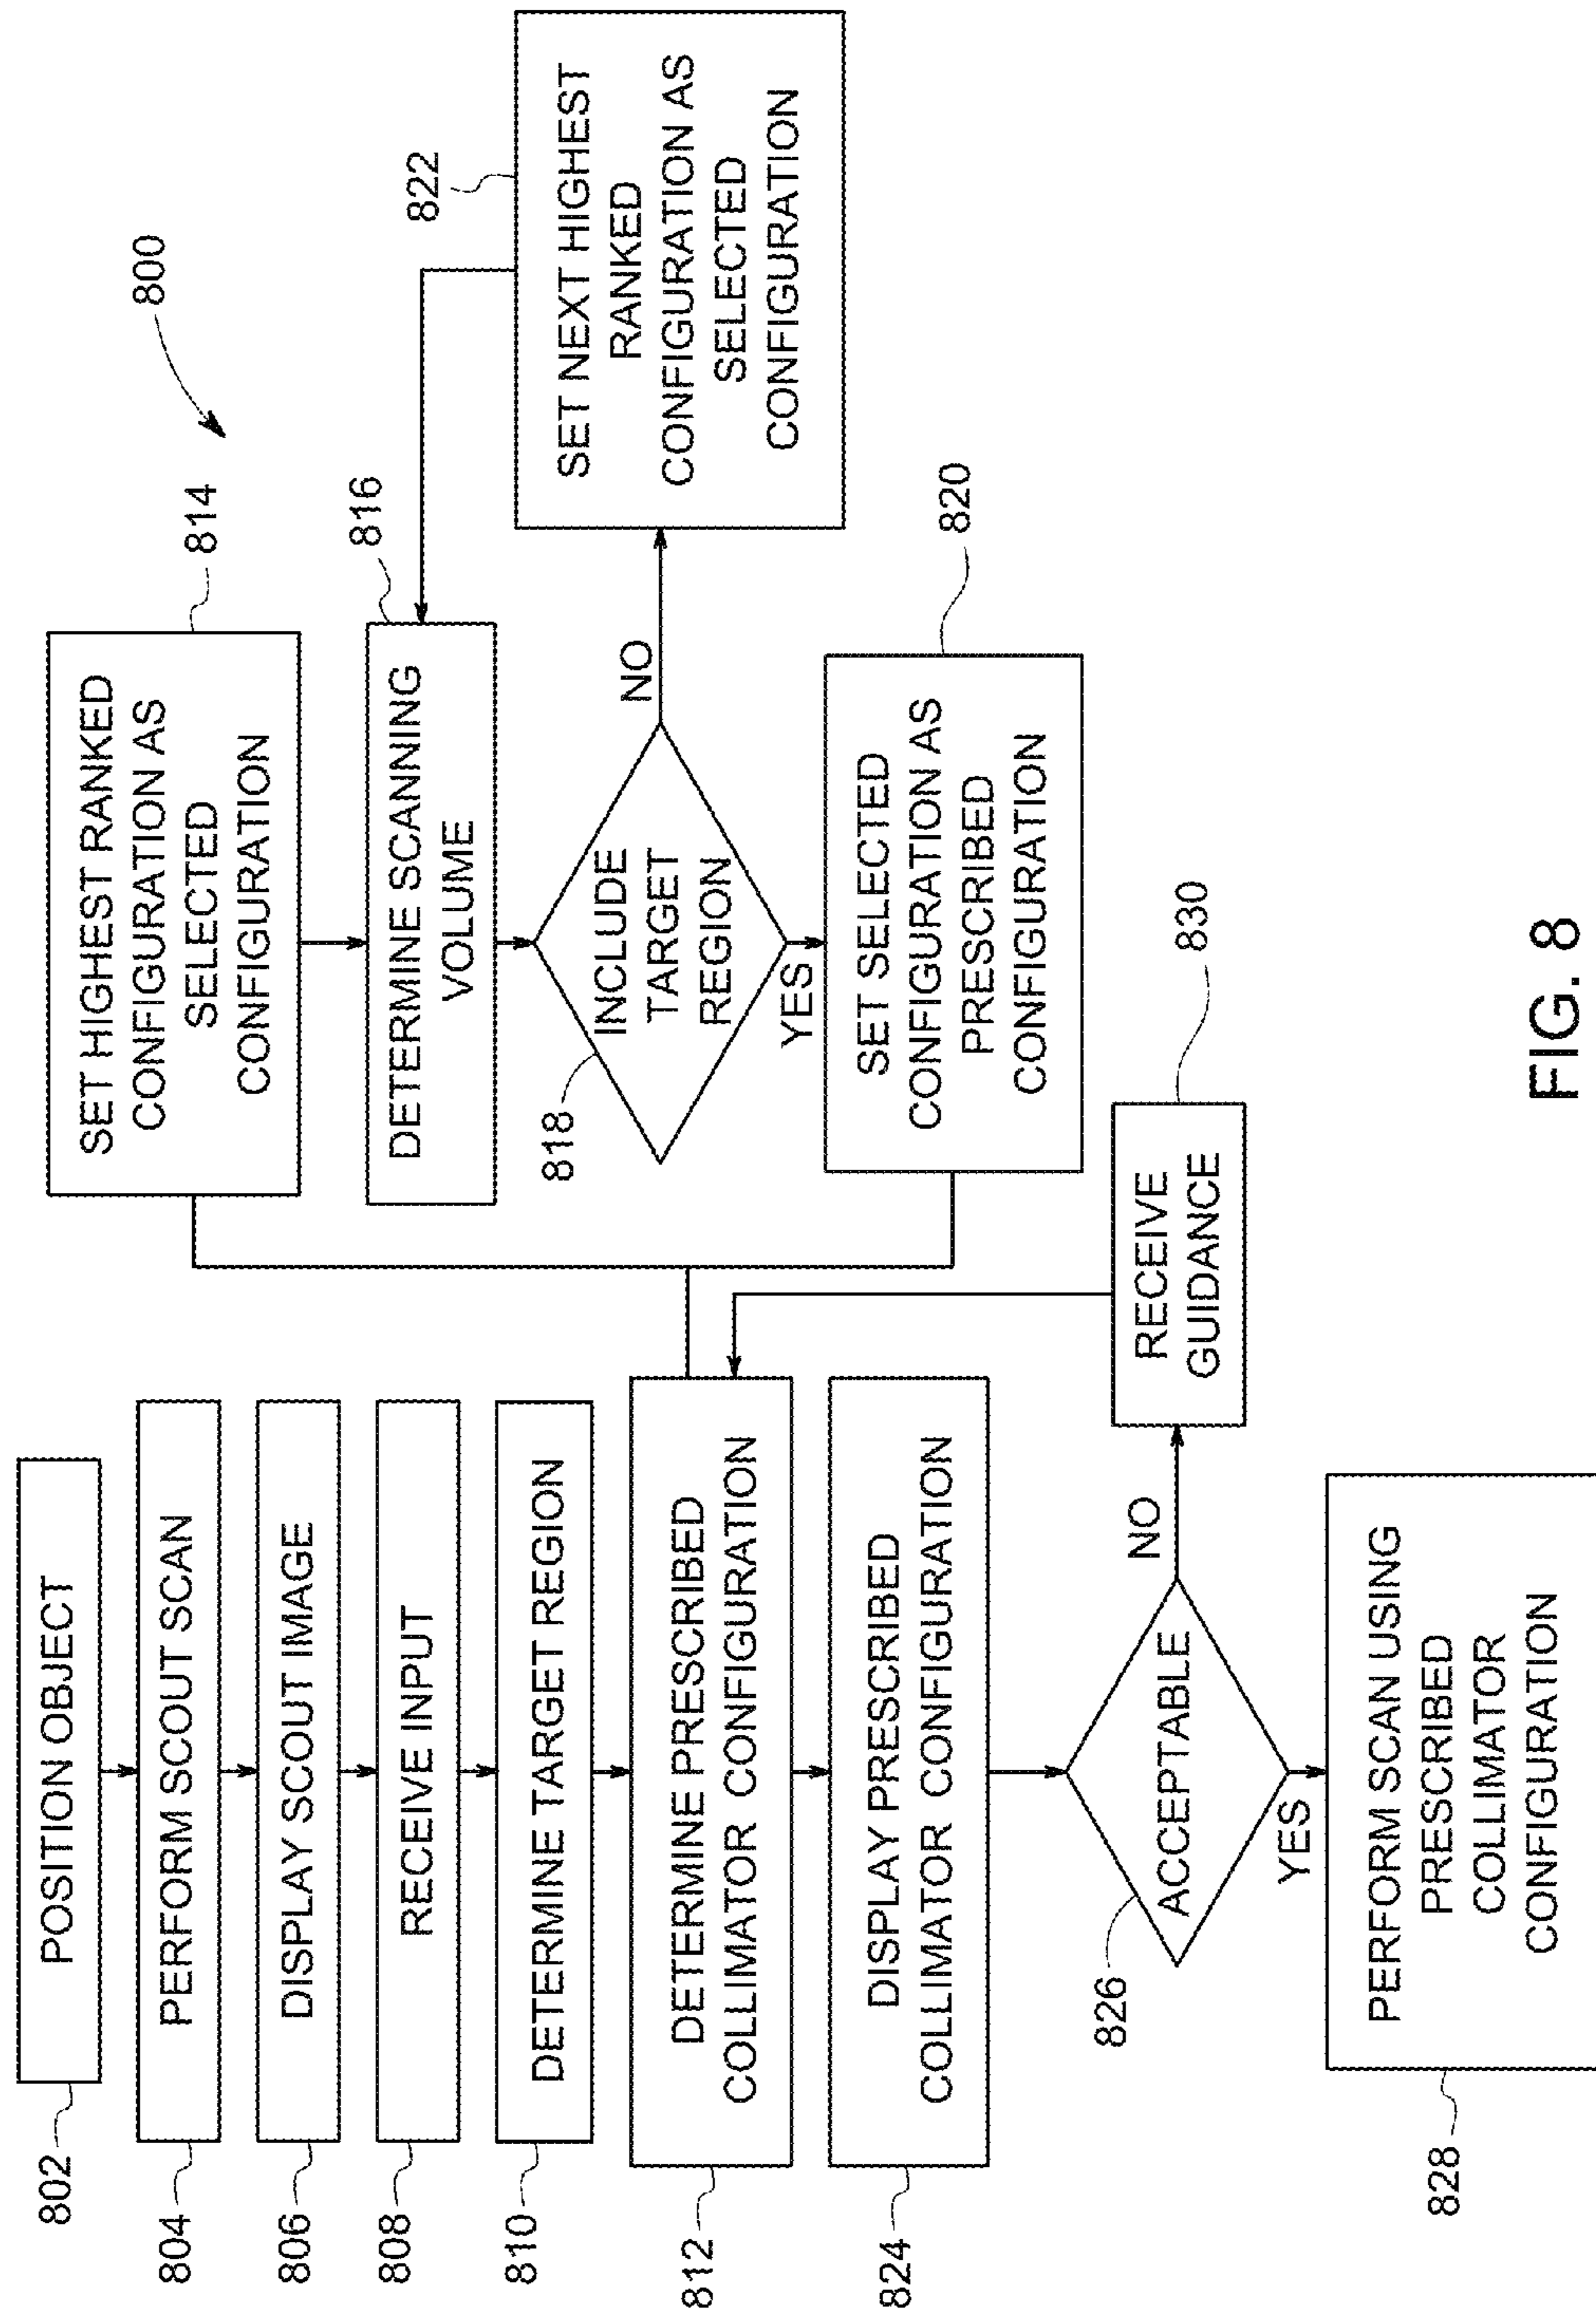 800
802
POSITION OBJECT
804
PERFORM SCOUT SCAN
806
DISPLAY SCOUT IMAGE
808
RECEIVE INPUT
810
DETERMINE TARGET REGION
812
DETERMINE PRESCRIBED
COLLIMATOR CONFIGURATION
824
DISPLAY PRESCRIBED
COLLIMATOR CONFIGURATION
826
ACCEPTABLE
NO
YES
830
RECEIVE
GUIDANCE
828
PERFORM SCAN USING
PRESCRIBED
COLLIMATOR
CONFIGURATION
814
SET HIGHEST RANKED
CONFIGURATION AS
SELECTED
CONFIGURATION
816
DETERMINE SCANNING
VOLUME
818
INCLUDE
TARGET
REGION
NO
YES
822
SET NEXT HIGHEST
RANKED
CONFIGURATION AS
SELECTED
CONFIGURATION
820
SET SELECTED
CONFIGURATION AS
PRESCRIBED
CONFIGURATION
FIG. 8